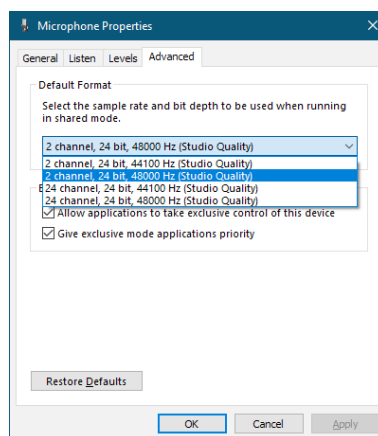 Microphone Properties
General Listen Levels Advanced
Default Format
Select the sample rate and bit depth to be used when running
in shared mode.
2 channel, 24 bit, 48000 Hz (Studio Quality)
2 channel, 24 bit, 44100 Hz (Studio Quality)
2 channel, 24 bit, 48000 Hz (Studio Quality)
24 channel, 24 bit, 44100 Hz (Studio Quality)
24 channel, 24 bit, 48000 Hz (Studio Quality)
Allow applications to take exclusive control of this device
Give exclusive mode applications priority
Restore Defaults
OK Cancel Apply